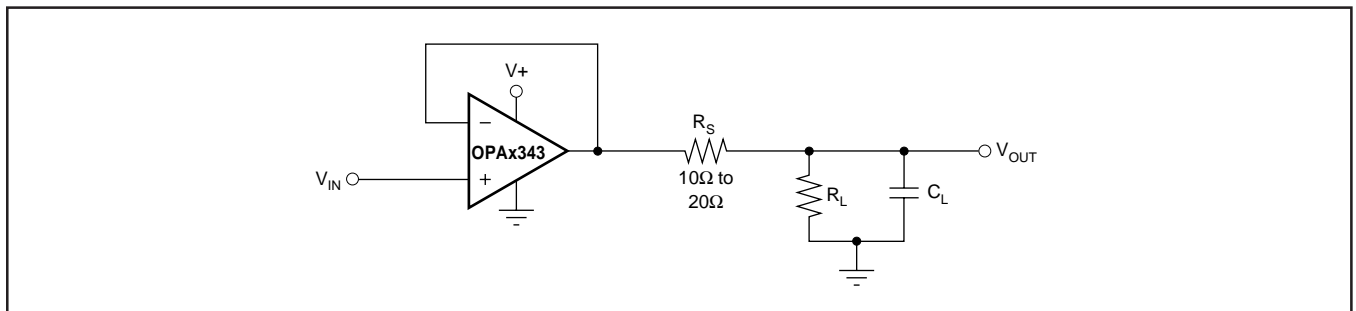 V+
−
OPAx343
+
V_IN
R_S
10Ω to
20Ω
R_L
C_L
V_OUT